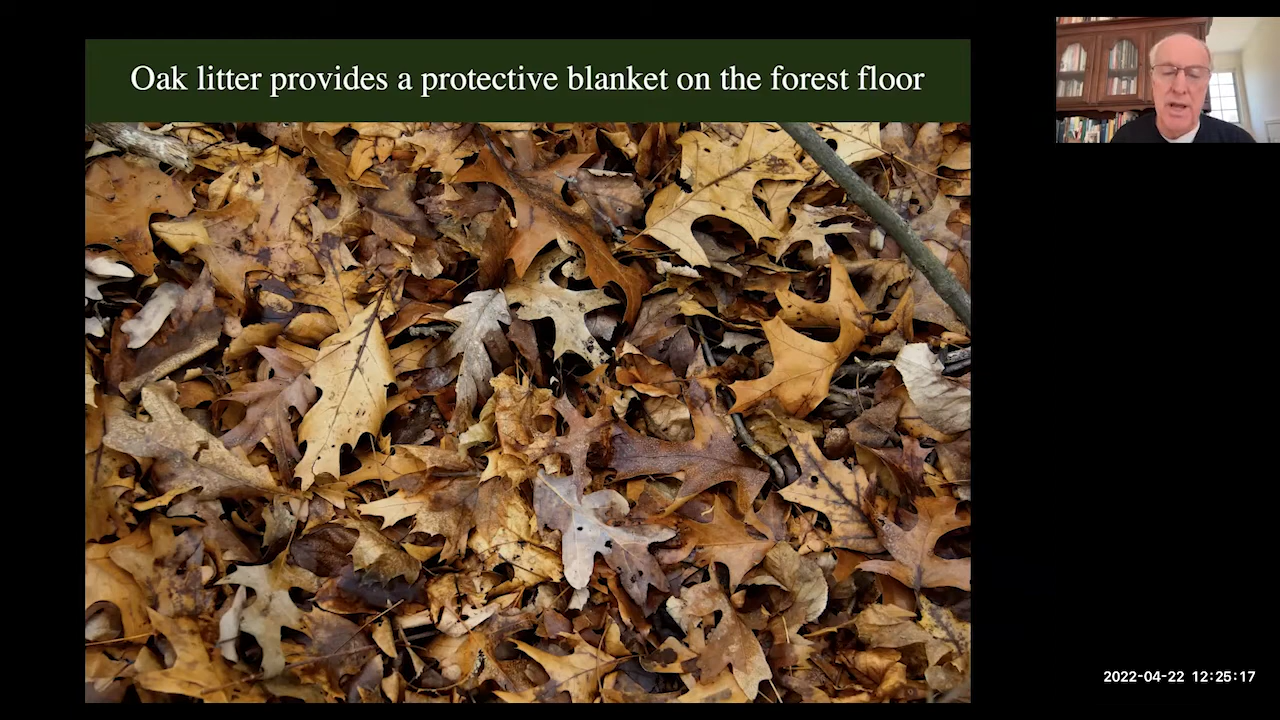 Oak litter provides a protective blanket on the forest floor
2022-04-22 12:25:17